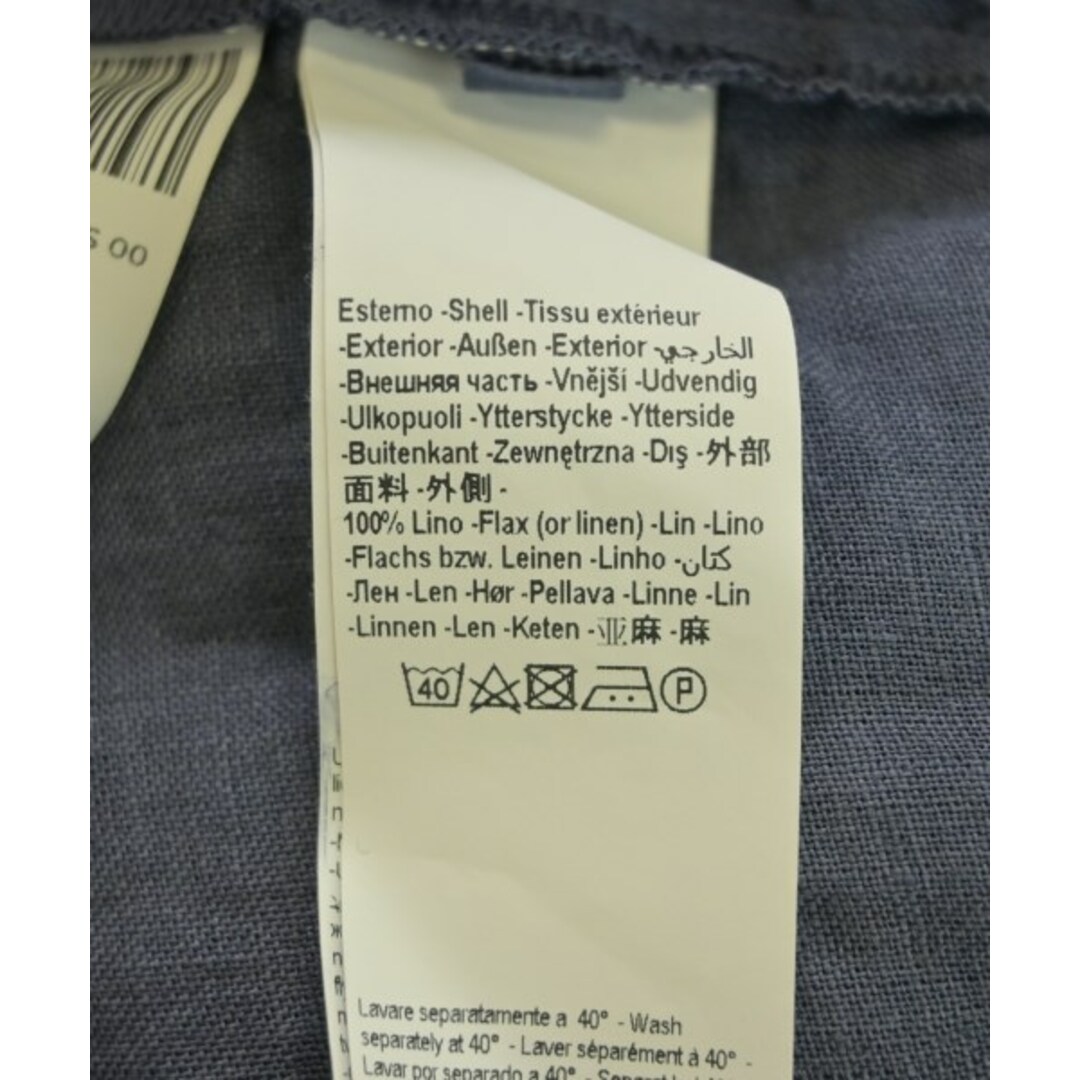 00
Esterno -Shell -Tissu extérieur
-Exterior -Außen -Exterior -الخارجي
-Внешняя часть -Vnější -Udvendig
-Ulkopuoli -Ytterstycke -Ytterside
-Buitenkant -Zewnętrzna -Dış -外部
面料 -外側 -
100% Lino -Flax (or linen) -Lin -Lino
-Flachs bzw. Leinen -Linho -كتان
-Лен -Len -Hør -Pellava -Linne -Lin
-Linnen -Len -Keten -亚麻 -麻
40 P
Lavare separatamente a 40° - Wash
separately at 40° - Laver séparément à 40° -
Lavar por separado a 40°